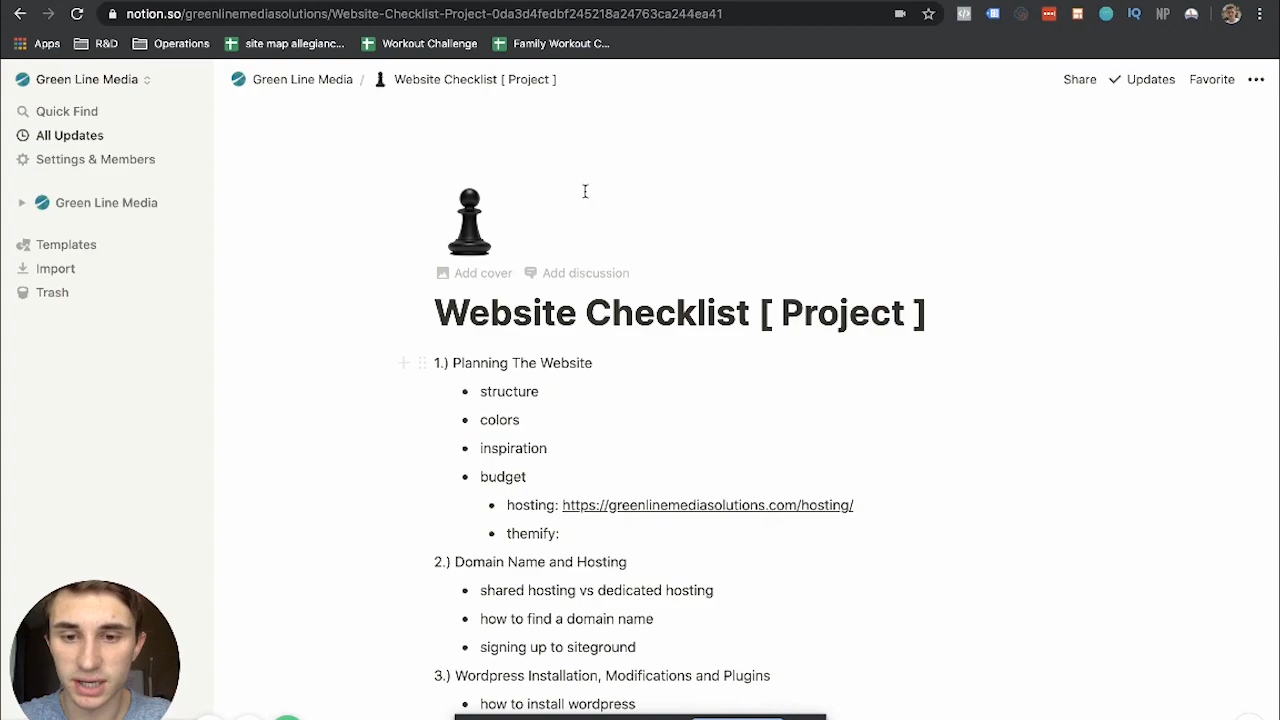 notion.so/greenlinemediasolutions/Website-Checklist-Project-0da3d4fedbf245218a24763ca244ea41
IQ NP
Apps R&D Operations site map allegianc... Workout Challenge Family Workout C...
Green Line Media
Green Line Media / Website Checklist [ Project ]
Share Updates Favorite
Quick Find
All Updates
Settings & Members
Green Line Media
Templates
Import
Trash
Add cover Add discussion
Website Checklist [ Project ]
1.) Planning The Website
structure
colors
inspiration
budget
hosting: https://greenlinemediasolutions.com/hosting/
themify:
2.) Domain Name and Hosting
shared hosting vs dedicated hosting
how to find a domain name
signing up to siteground
3.) Wordpress Installation, Modifications and Plugins
how to install wordpress